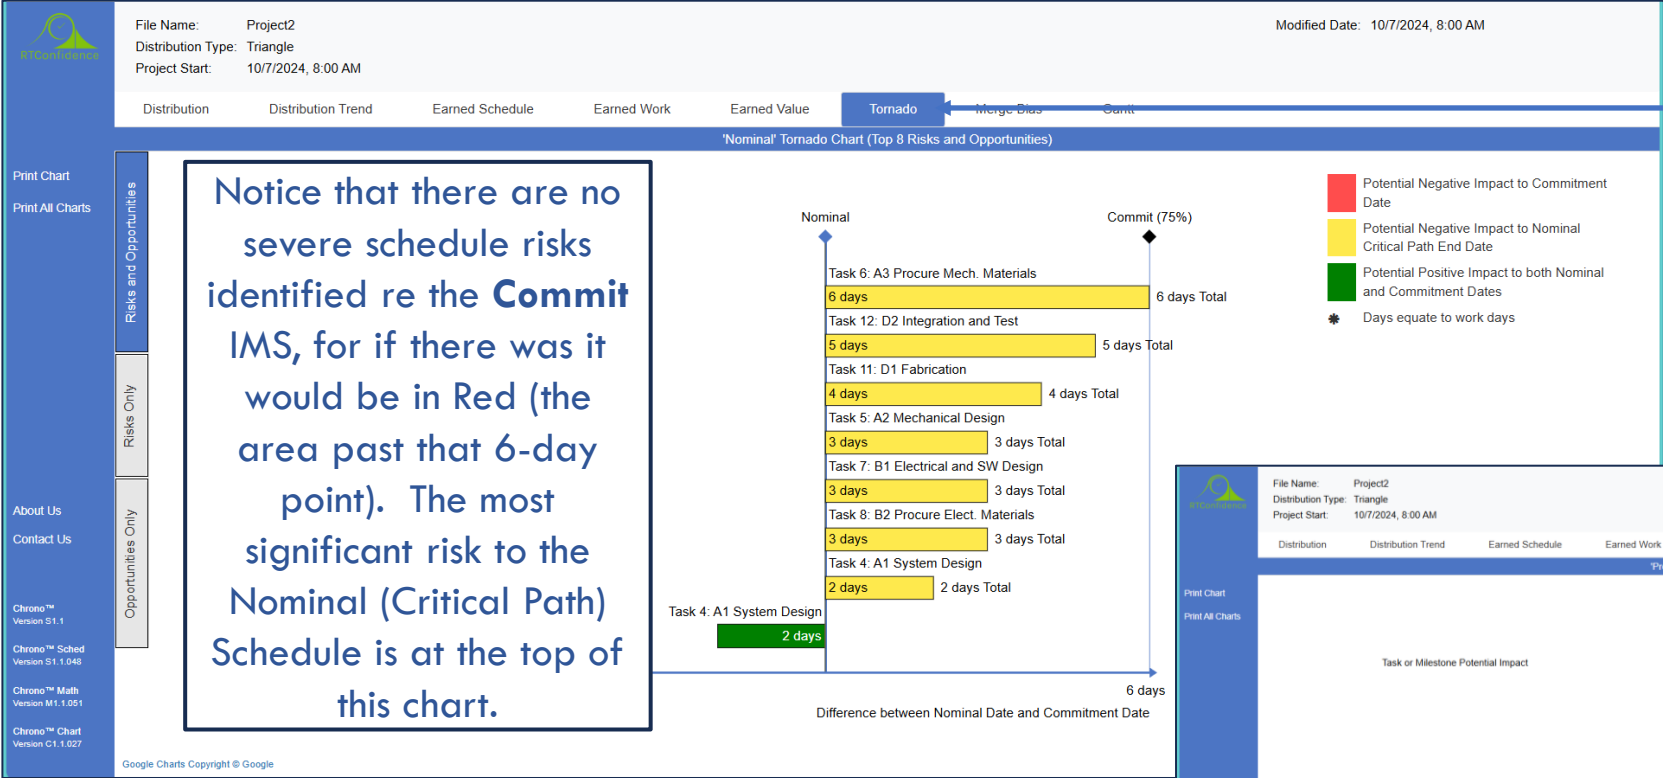 RTConfidence
File Name: Project2
Distribution Type: Triangle
Project Start: 10/7/2024, 8:00 AM
Modified Date: 10/7/2024, 8:00 AM
Distribution Distribution Trend Earned Schedule Earned Work Earned Value Tornado Merge Bias Gantt
'Nominal' Tornado Chart (Top 8 Risks and Opportunities)
Print Chart
Print All Charts
About Us
Contact Us
Chrono™
Version S1.1
Chrono™ Sched
Version S1.1.048
Chrono™ Math
Version M1.1.051
Chrono™ Chart
Version C1.1.027
Risks and Opportunities
Risks Only
Opportunities Only
Notice that there are no
severe schedule risks
identified re the Commit
IMS, for if there was it
would be in Red (the
area past that 6-day
point). The most
significant risk to the
Nominal (Critical Path)
Schedule is at the top of
this chart.
Nominal
Commit (75%)
Task 6: A3 Procure Mech. Materials
6 days
6 days Total
Task 12: D2 Integration and Test
5 days
5 days Total
Task 11: D1 Fabrication
4 days
4 days Total
Task 5: A2 Mechanical Design
3 days
3 days Total
Task 7: B1 Electrical and SW Design
3 days
3 days Total
Task 8: B2 Procure Elect. Materials
3 days
3 days Total
Task 4: A1 System Design
2 days
2 days Total
Task 4: A1 System Design
2 days
6 days
Difference between Nominal Date and Commitment Date
Potential Negative Impact to Commitment
Date
Potential Negative Impact to Nominal
Critical Path End Date
Potential Positive Impact to both Nominal
and Commitment Dates
Days equate to work days
Google Charts Copyright © Google
RTConfidence
File Name: Project2
Distribution Type: Triangle
Project Start: 10/7/2024, 8:00 AM
Distribution Distribution Trend Earned Schedule Earned Work
'Pr
Print Chart
Print All Charts
Task or Milestone Potential Impact